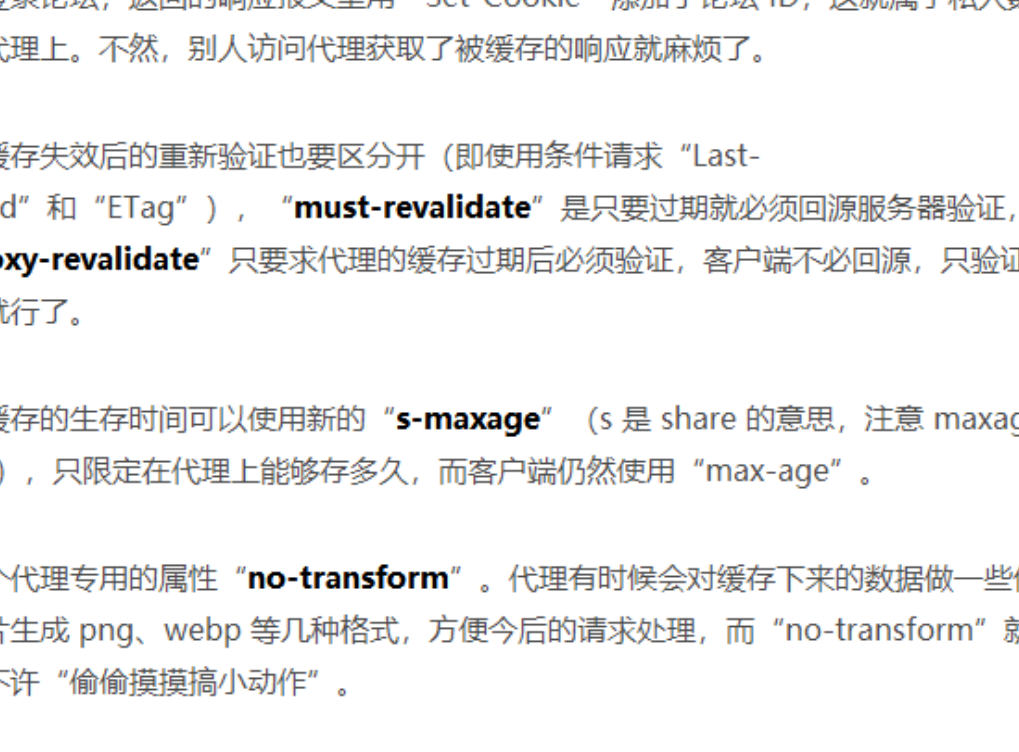 登录论坛，返回的响应报文里用“Set-Cookie”添加了论坛 ID，这就属于私人
代理上。不然，别人访问代理获取了被缓存的响应就麻烦了。
缓存失效后的重新验证也要区分开（即使用条件请求“Last-
d”和“ETag”），“must-revalidate”是只要过期就必须回源服务器验证，
oxy-revalidate”只要求代理的缓存过期后必须验证，客户端不必回源，只验证
就行了。
缓存的生存时间可以使用新的“s-maxage”（s 是 share 的意思，注意 maxag
），只限定在代理上能够存多久，而客户端仍然使用“max-age”。
个代理专用的属性“no-transform”。代理有时候会对缓存下来的数据做一些
片生成 png、webp 等几种格式，方便今后的请求处理，而“no-transform”就
不许“偷偷摸摸搞小动作”。